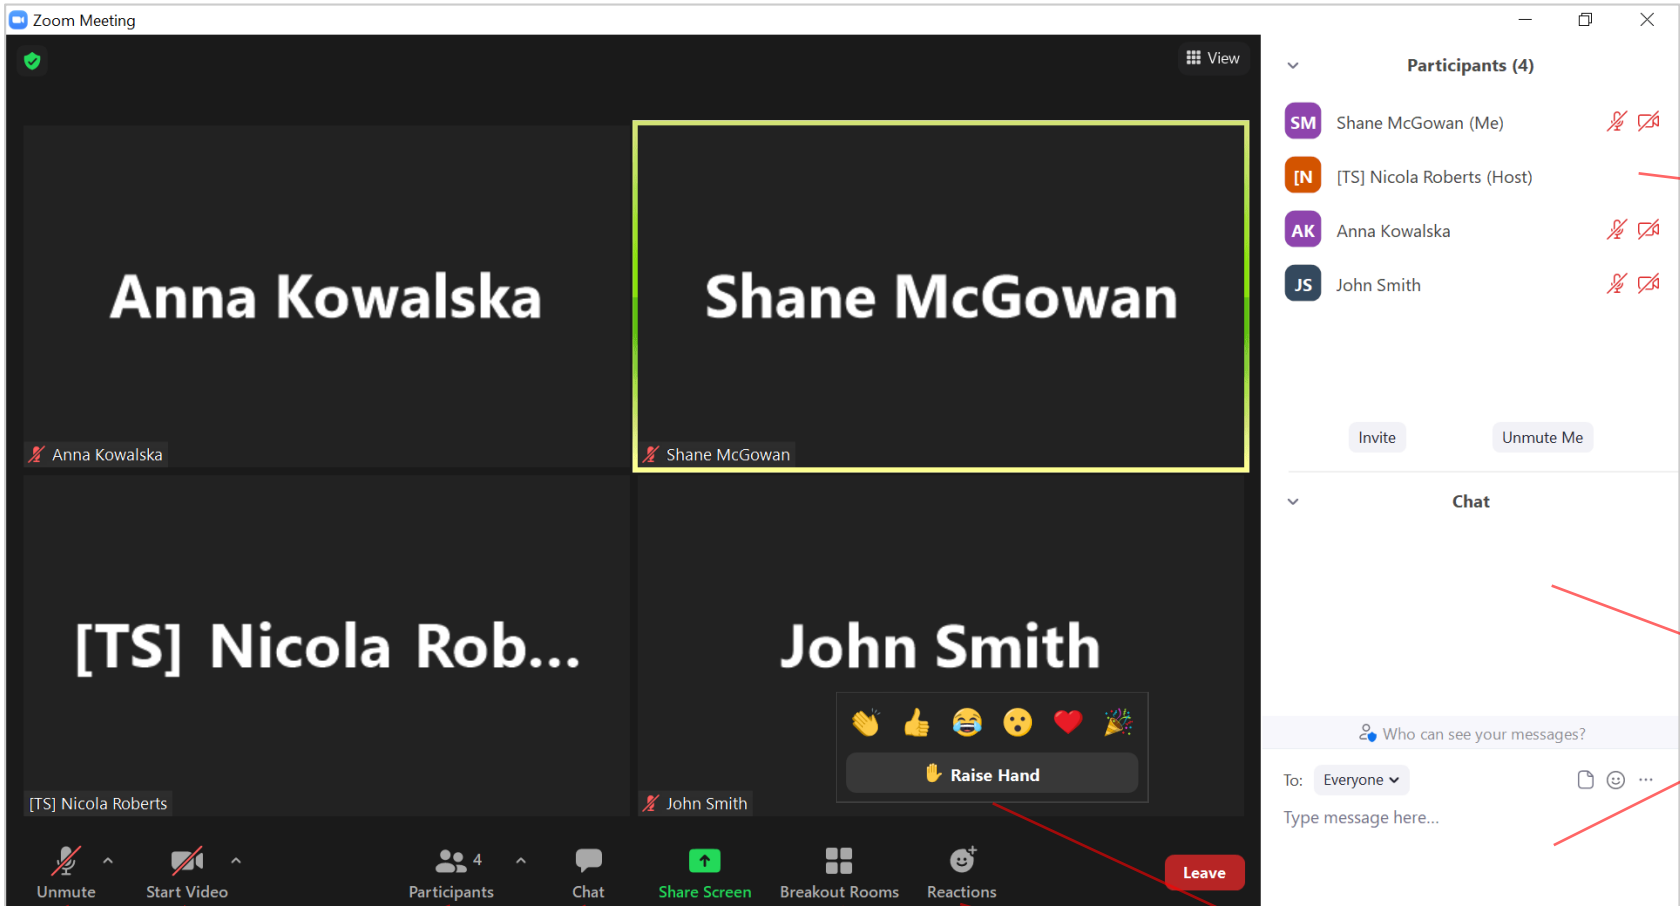 Zoom Meeting
View
Anna Kowalska
Anna Kowalska
Shane McGowan
Shane McGowan
[TS] Nicola Rob...
[TS] Nicola Roberts
John Smith
John Smith
Raise Hand
Unmute
Start Video
4
Participants
Chat
Share Screen
Breakout Rooms
Reactions
Leave
Participants (4)
SM Shane McGowan (Me)
[N [TS] Nicola Roberts (Host)
AK Anna Kowalska
JS John Smith
Invite Unmute Me
Chat
Who can see your messages?
To: Everyone
Type message here...